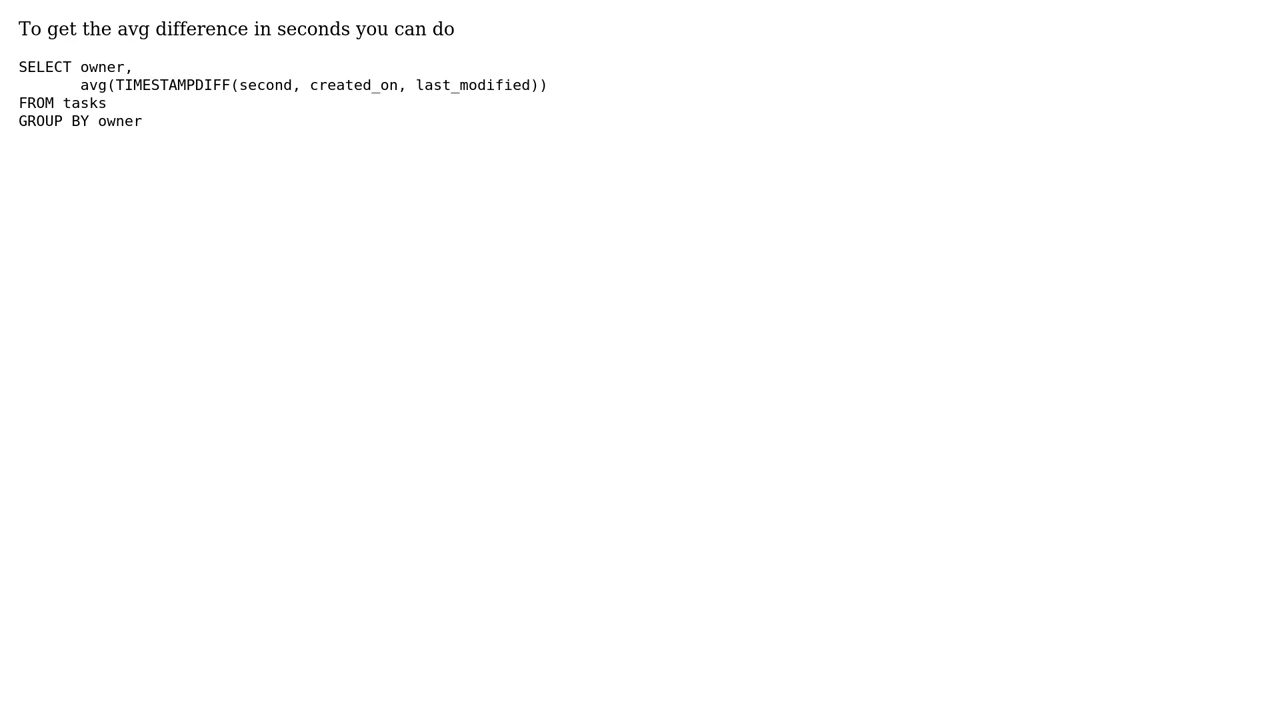 To get the avg difference in seconds you can do
SELECT owner,
       avg(TIMESTAMPDIFF(second, created_on, last_modified))
FROM tasks
GROUP BY owner